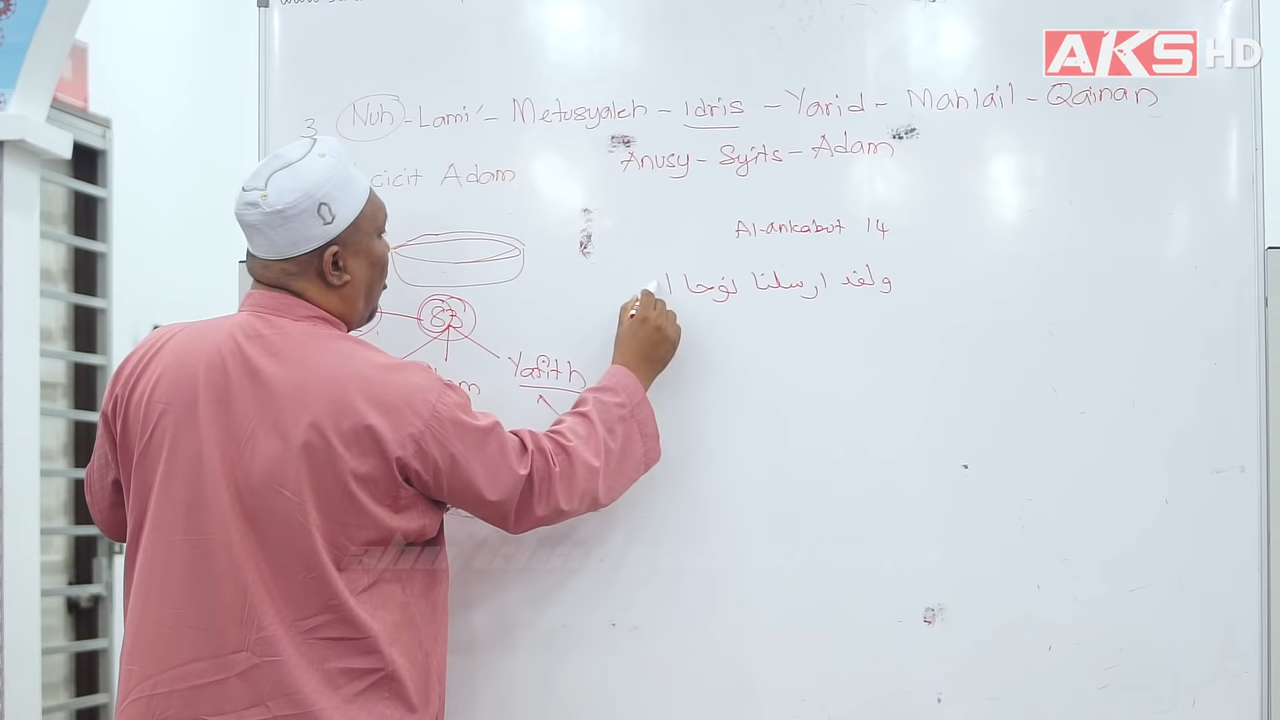 AKS HD
3 Nuh - Lami' - Metusyaleh - Idris - Yarid - Mahlail - Qainan
Anusy - Syits - Adam
cicit Adam
Al-ankabut 14
ولقد ارسلنا نوحا ا
83
Yafith